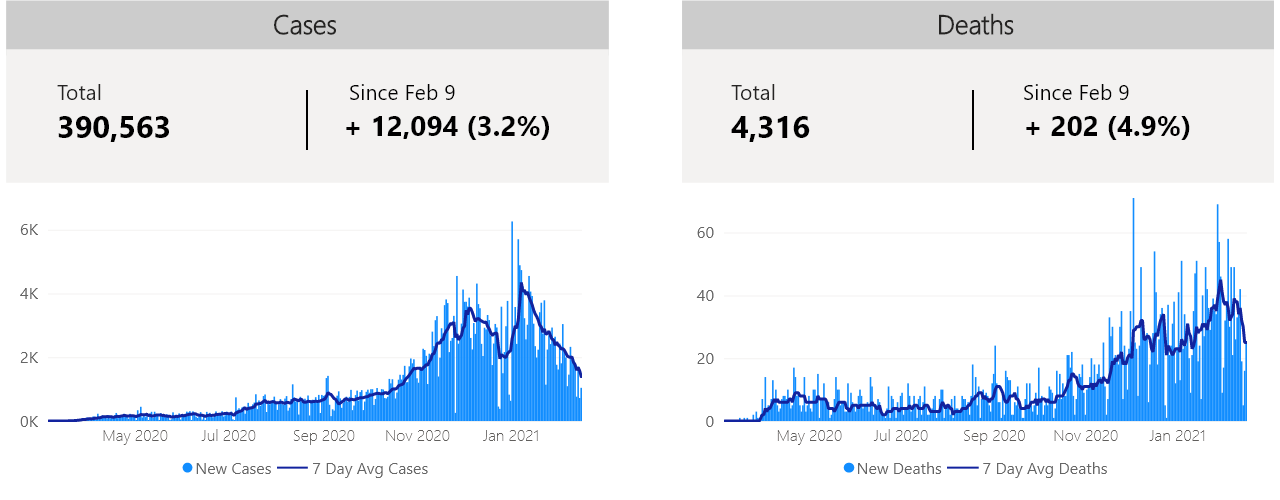 Cases
Total
390,563
Since Feb 9
+ 12,094 (3.2%)
6K
4K
2K
0K
May 2020 Jul 2020 Sep 2020 Nov 2020 Jan 2021
New Cases 7 Day Avg Cases
Deaths
Total
4,316
Since Feb 9
+ 202 (4.9%)
60
40
20
0
May 2020 Jul 2020 Sep 2020 Nov 2020 Jan 2021
New Deaths 7 Day Avg Deaths